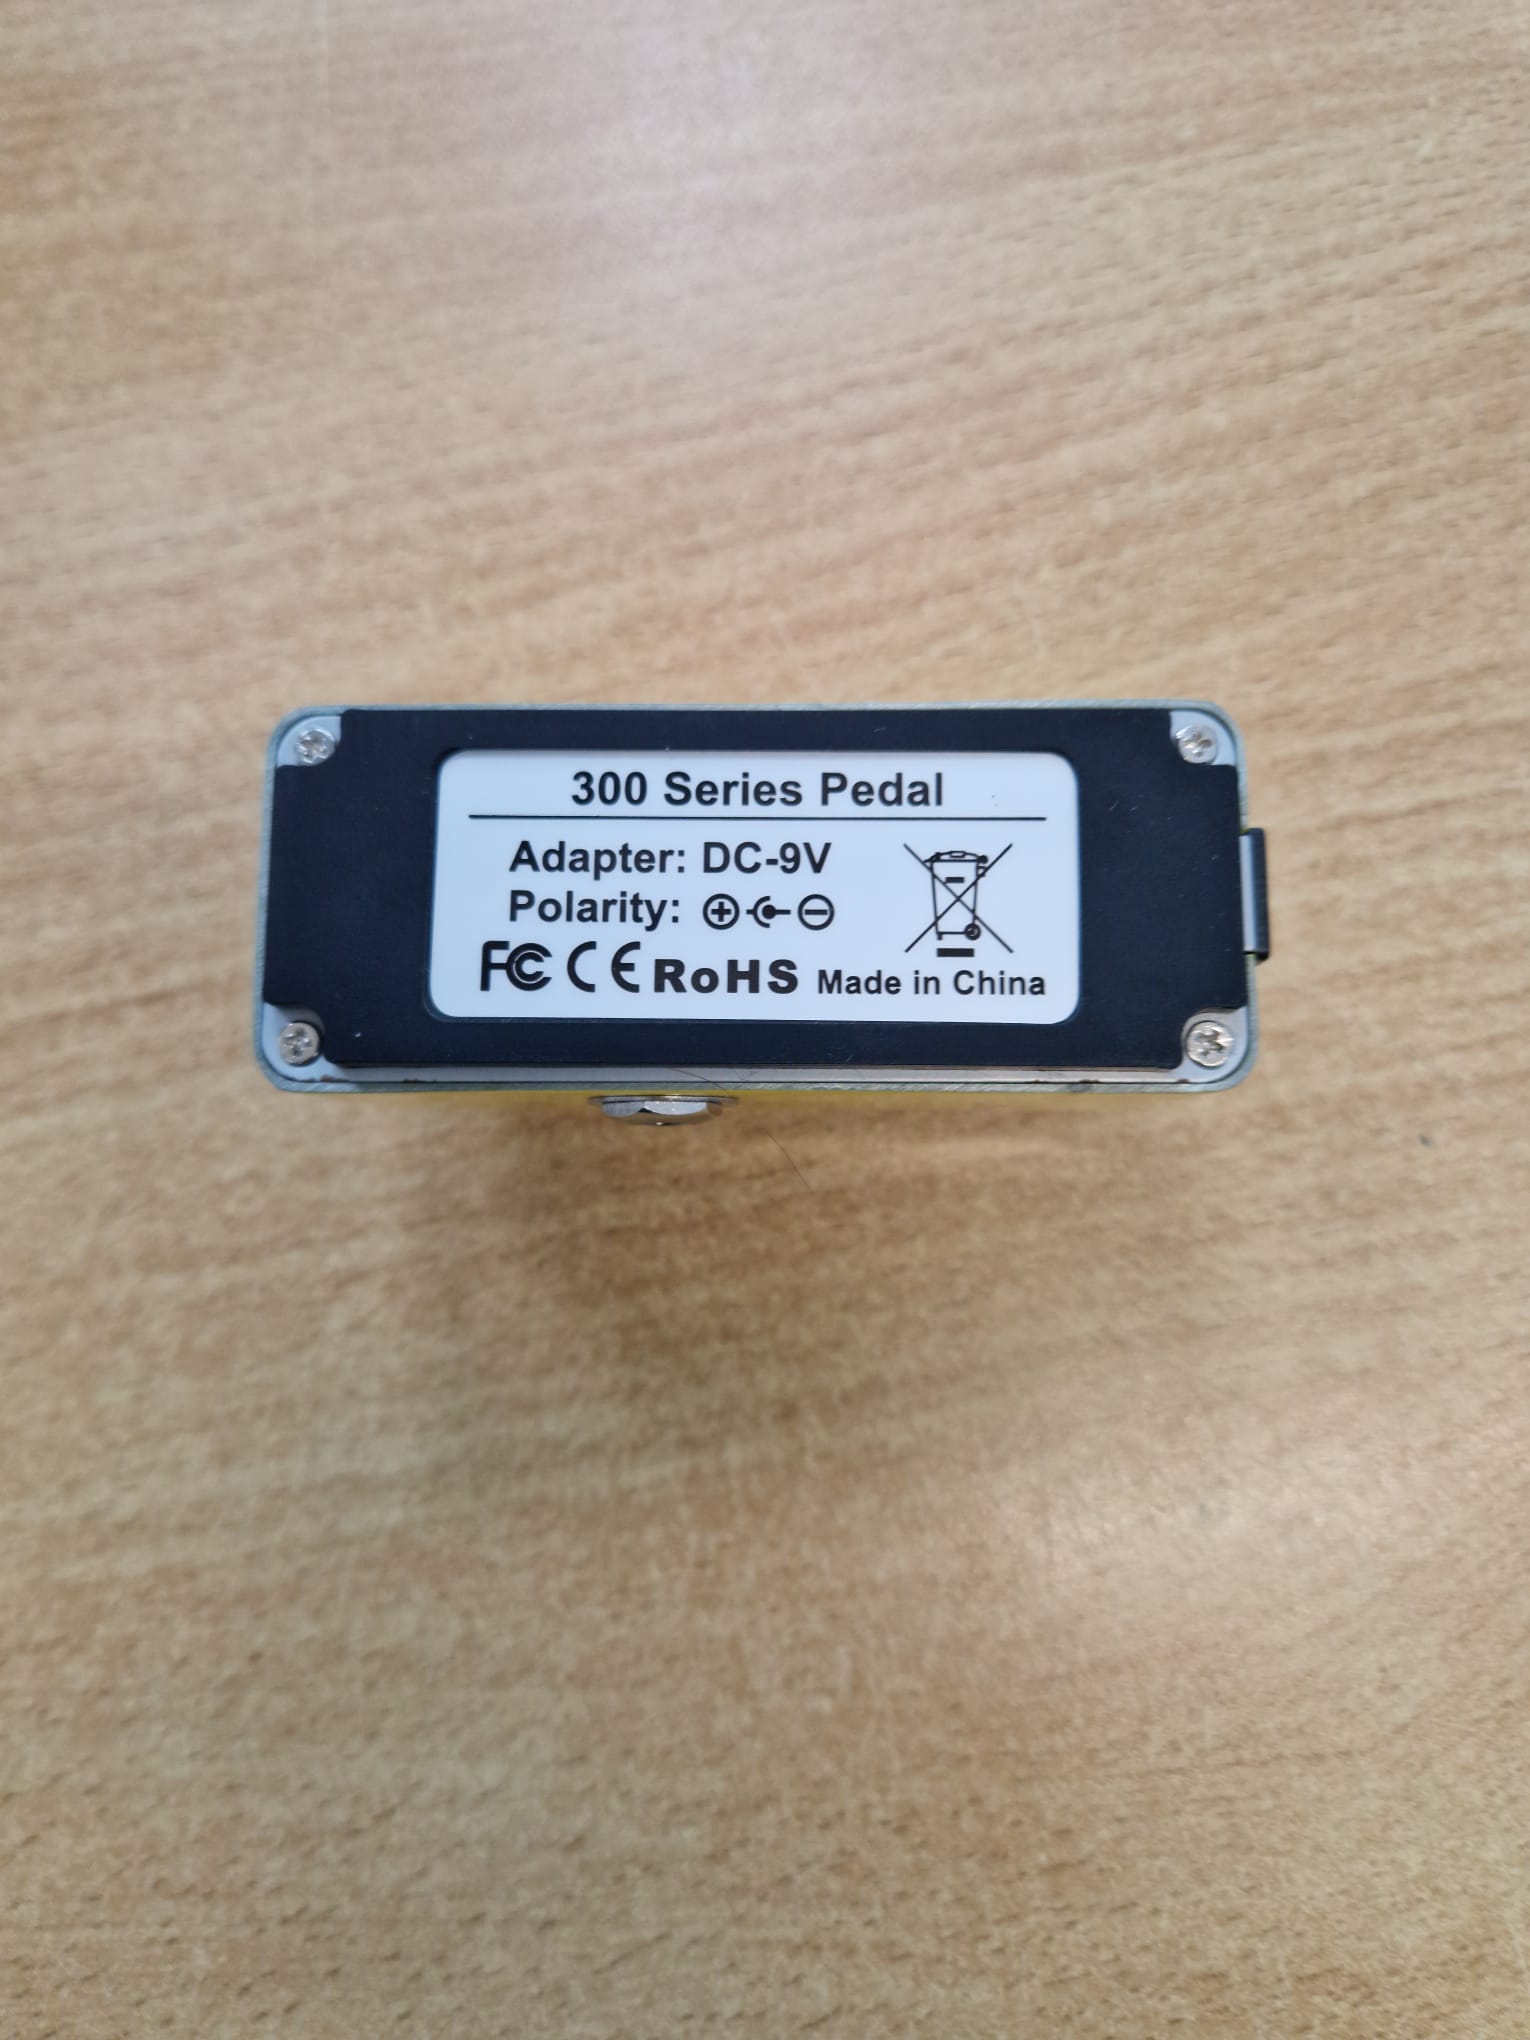 300 Series Pedal
Adapter: DC-9V
Polarity:
FC CE RoHS Made in China